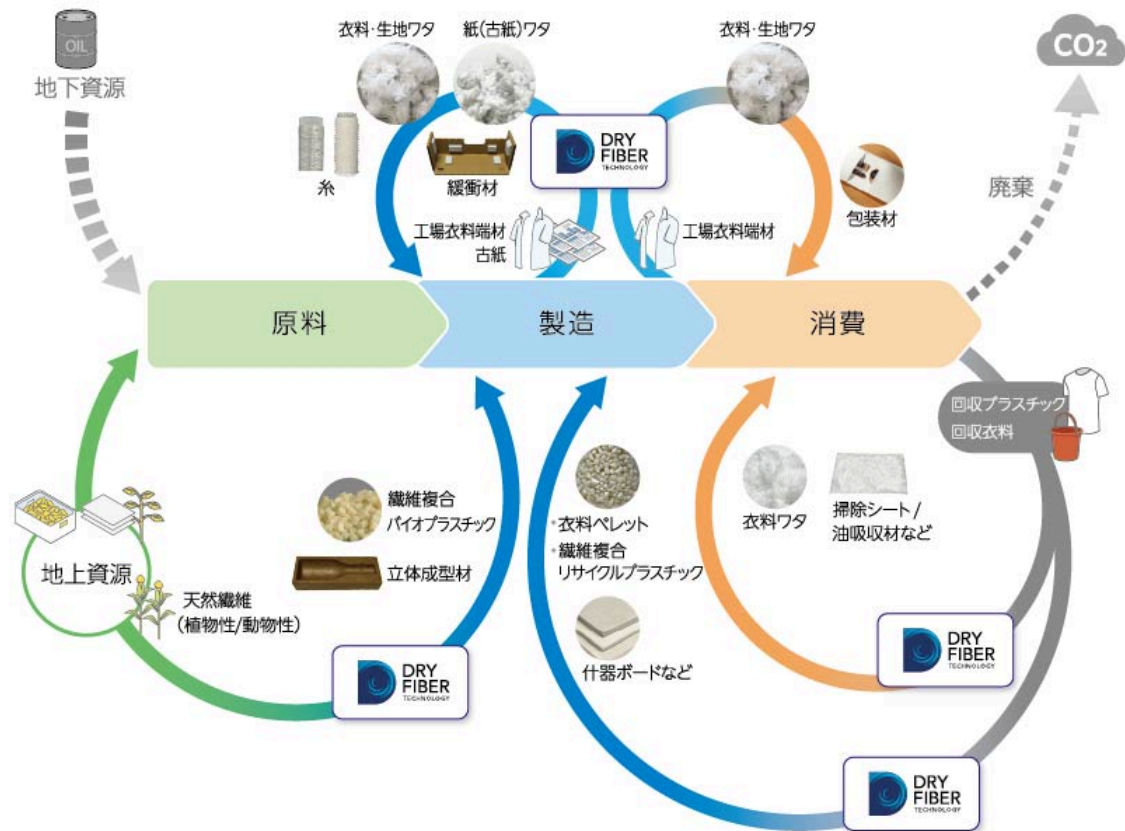 OIL
地下資源
衣料・生地ワタ
紙(古紙)ワタ
衣料・生地ワタ
CO2
糸
緩衝材
DRY
FIBER
TECHNOLOGY
包装材
廃棄
工場衣料端材
古紙
工場衣料端材
原料
製造
消費
回収プラスチック
回収衣料
繊維複合
バイオプラスチック
立体成型材
・衣料ペレット
・繊維複合
リサイクルプラスチック
什器ボードなど
衣料ワタ
掃除シート/
油吸収材など
地上資源
天然繊維
(植物性/動物性)
DRY
FIBER
TECHNOLOGY
DRY
FIBER
TECHNOLOGY
DRY
FIBER
TECHNOLOGY